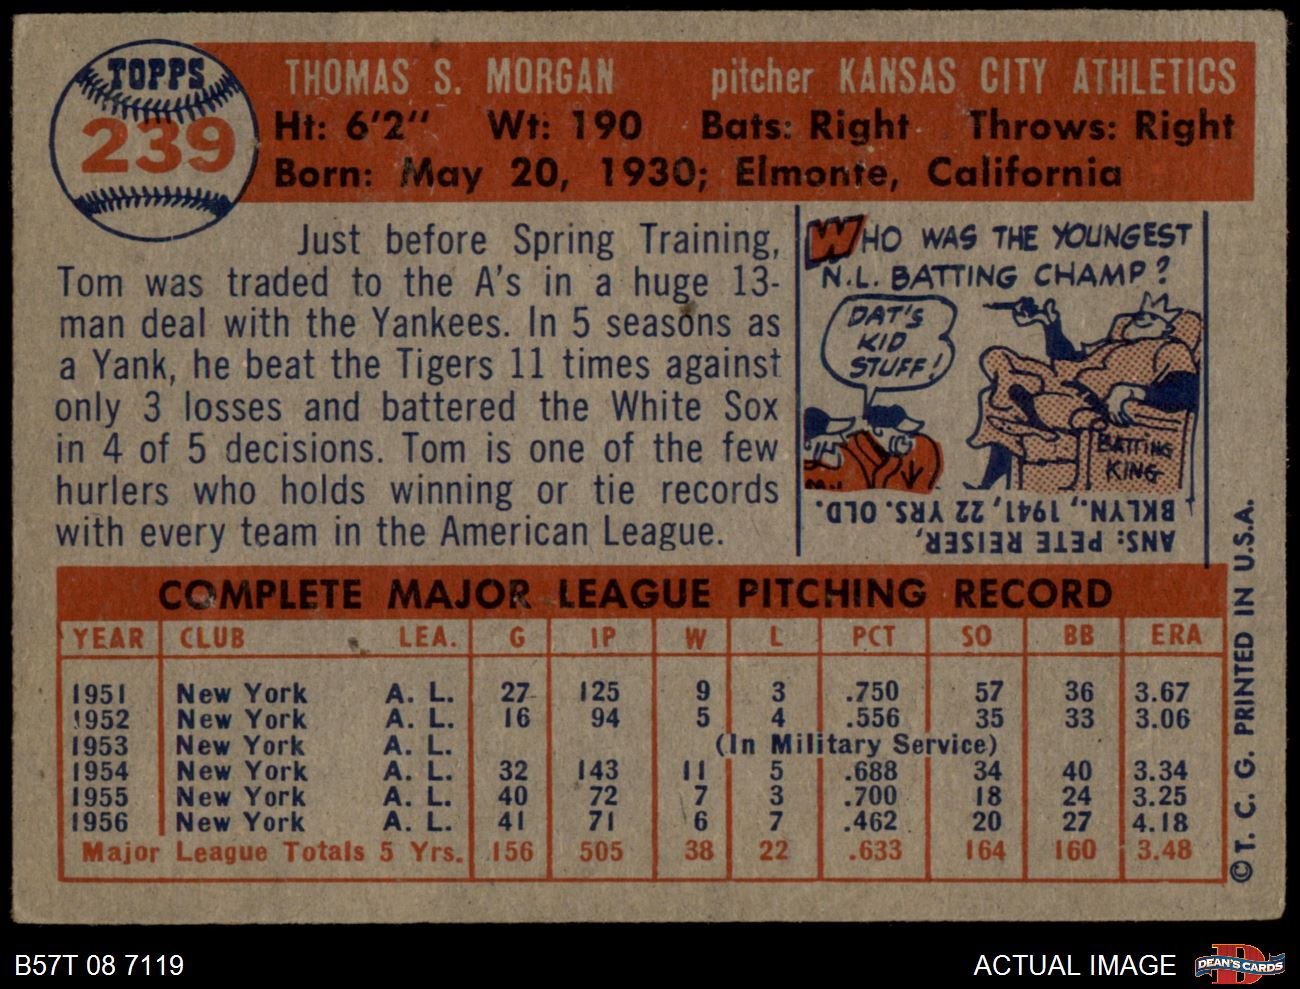 TOPPS
239
THOMAS S. MORGAN pitcher KANSAS CITY ATHLETICS
Ht: 6'2" Wt: 190 Bats: Right Throws: Right
Born: May 20, 1930; Elmonte, California
Just before Spring Training,
Tom was traded to the A's in a huge 13-
man deal with the Yankees. In 5 seasons as
a Yank, he beat the Tigers 11 times against
only 3 losses and battered the White Sox
in 4 of 5 decisions. Tom is one of the few
hurlers who holds winning or tie records
with every team in the American League.
WHO WAS THE YOUNGEST
N.L. BATTING CHAMP?
DAT'S
KID
STUFF!
BATTING
KING
ANS: PETE REISER,
BKLYN., 1941, 22 YRS. OLD.
COMPLETE MAJOR LEAGUE PITCHING RECORD
YEAR CLUB LEA. G IP W L PCT SO BB ERA
1951 New York A. L. 27 125 9 3 .750 57 36 3.67
1952 New York A. L. 16 94 5 4 .556 35 33 3.06
1953 New York A. L. (In Military Service)
1954 New York A. L. 32 143 11 5 .688 34 40 3.34
1955 New York A. L. 40 72 7 3 .700 18 24 3.25
1956 New York A. L. 41 71 6 7 .462 20 27 4.18
Major League Totals 5 Yrs. 156 505 38 22 .633 164 160 3.48
©T. C. G. PRINTED IN U.S.A.
B57T 08 7119
ACTUAL IMAGE
DEAN'S CARDS